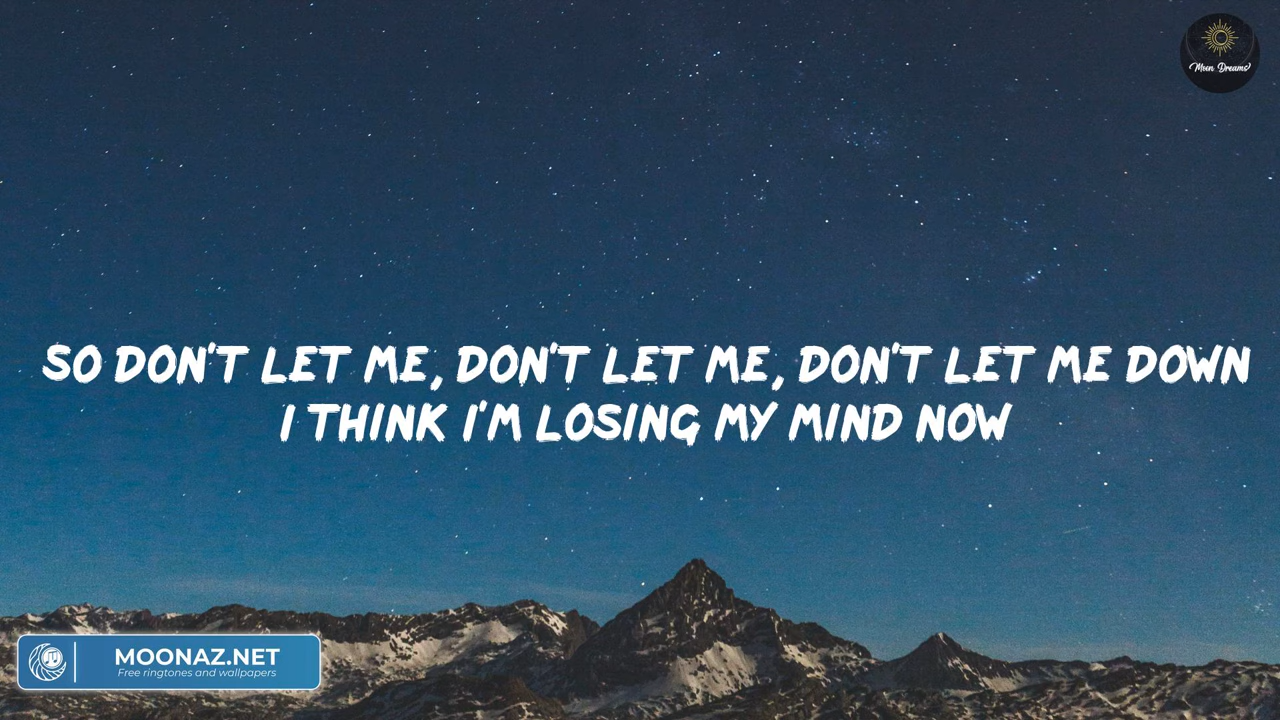 Moon Dreams
SO DON'T LET ME, DON'T LET ME, DON'T LET ME DOWN
I THINK I'M LOSING MY MIND NOW
MOONAZ.NET
Free ringtones and wallpapers